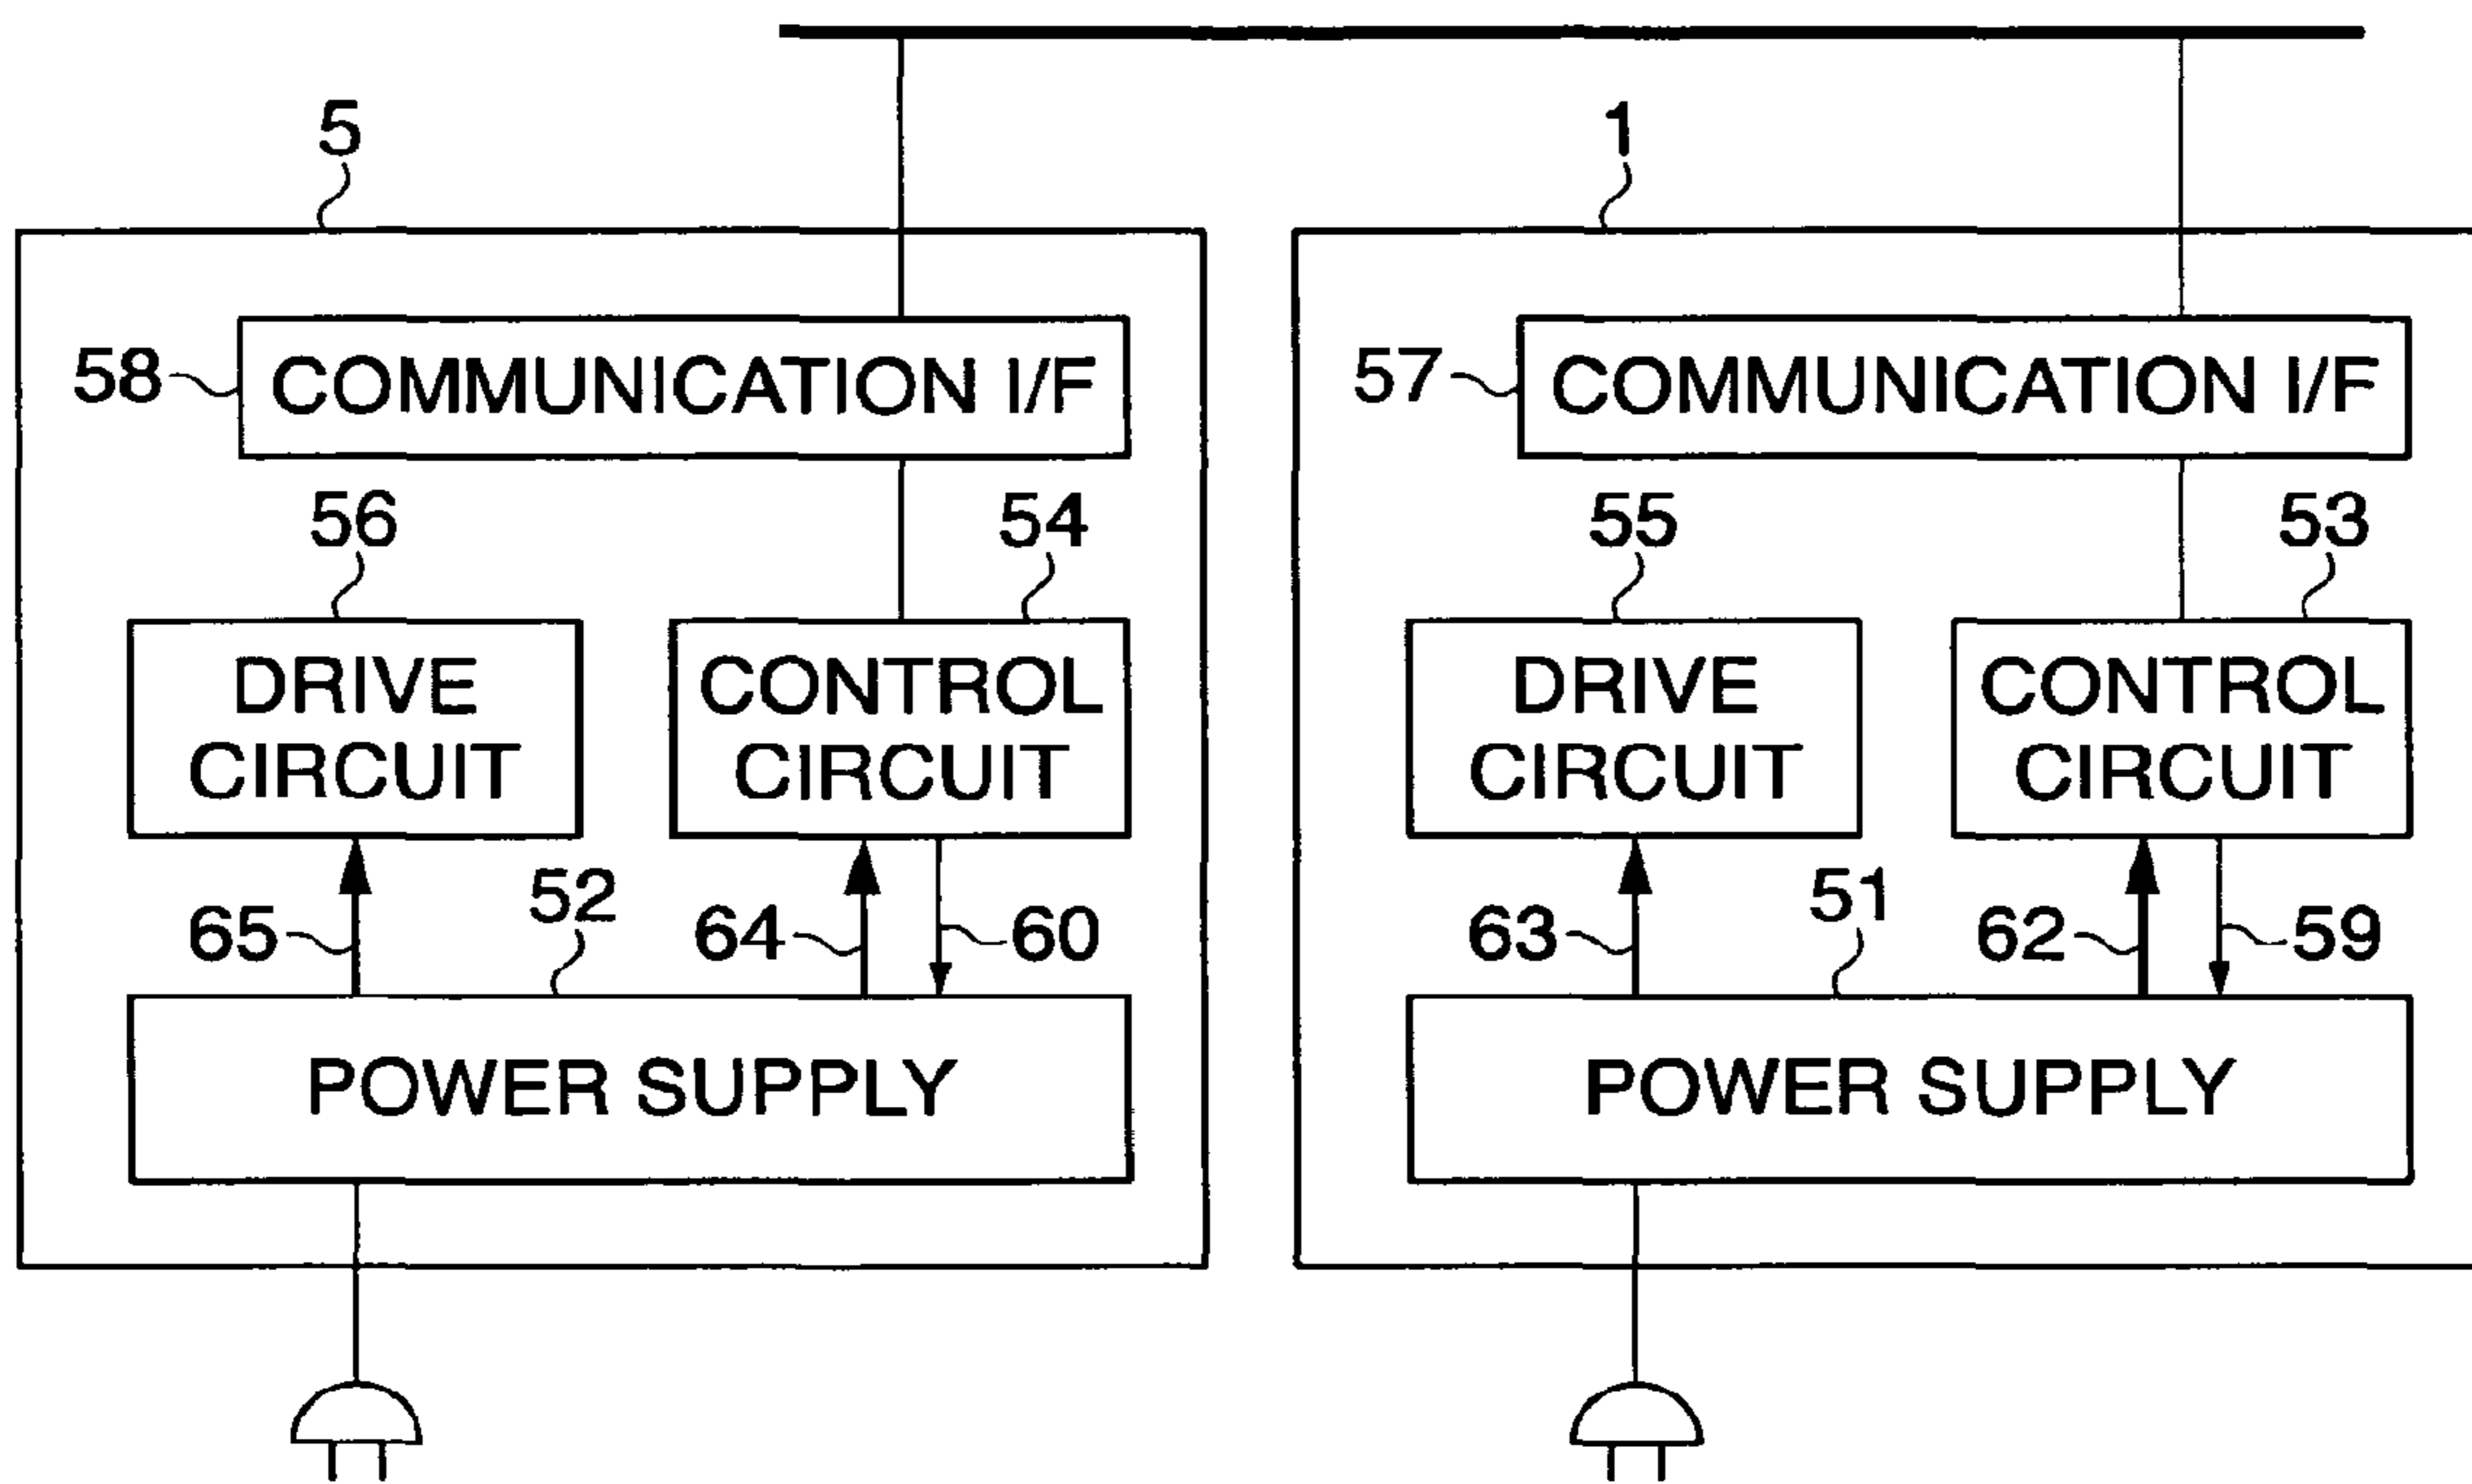 5
1
58
COMMUNICATION I/F
57
COMMUNICATION I/F
56
54
55
53
DRIVE
CIRCUIT
CONTROL
CIRCUIT
DRIVE
CIRCUIT
CONTROL
CIRCUIT
65
52
64
60
63
51
62
59
POWER SUPPLY
POWER SUPPLY